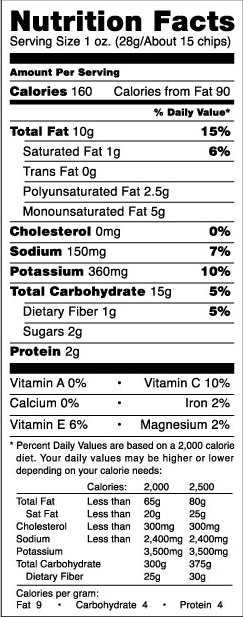 Nutrition Facts
Serving Size 1 oz. (28g/About 15 chips)
Amount Per Serving
Calories 160 Calories from Fat 90
% Daily Value*
Total Fat 10g 15%
Saturated Fat 1g 6%
Trans Fat 0g
Polyunsaturated Fat 2.5g
Monounsaturated Fat 5g
Cholesterol 0mg 0%
Sodium 150mg 7%
Potassium 360mg 10%
Total Carbohydrate 15g 5%
Dietary Fiber 1g 5%
Sugars 2g
Protein 2g
Vitamin A 0% • Vitamin C 10%
Calcium 0% • Iron 2%
Vitamin E 6% • Magnesium 2%
* Percent Daily Values are based on a 2,000 calorie
diet. Your daily values may be higher or lower
depending on your calorie needs:
Calories: 2,000 2,500
Total Fat Less than 65g 80g
Sat Fat Less than 20g 25g
Cholesterol Less than 300mg 300mg
Sodium Less than 2,400mg 2,400mg
Potassium 3,500mg 3,500mg
Total Carbohydrate 300g 375g
Dietary Fiber 25g 30g
Calories per gram:
Fat 9 • Carbohydrate 4 • Protein 4